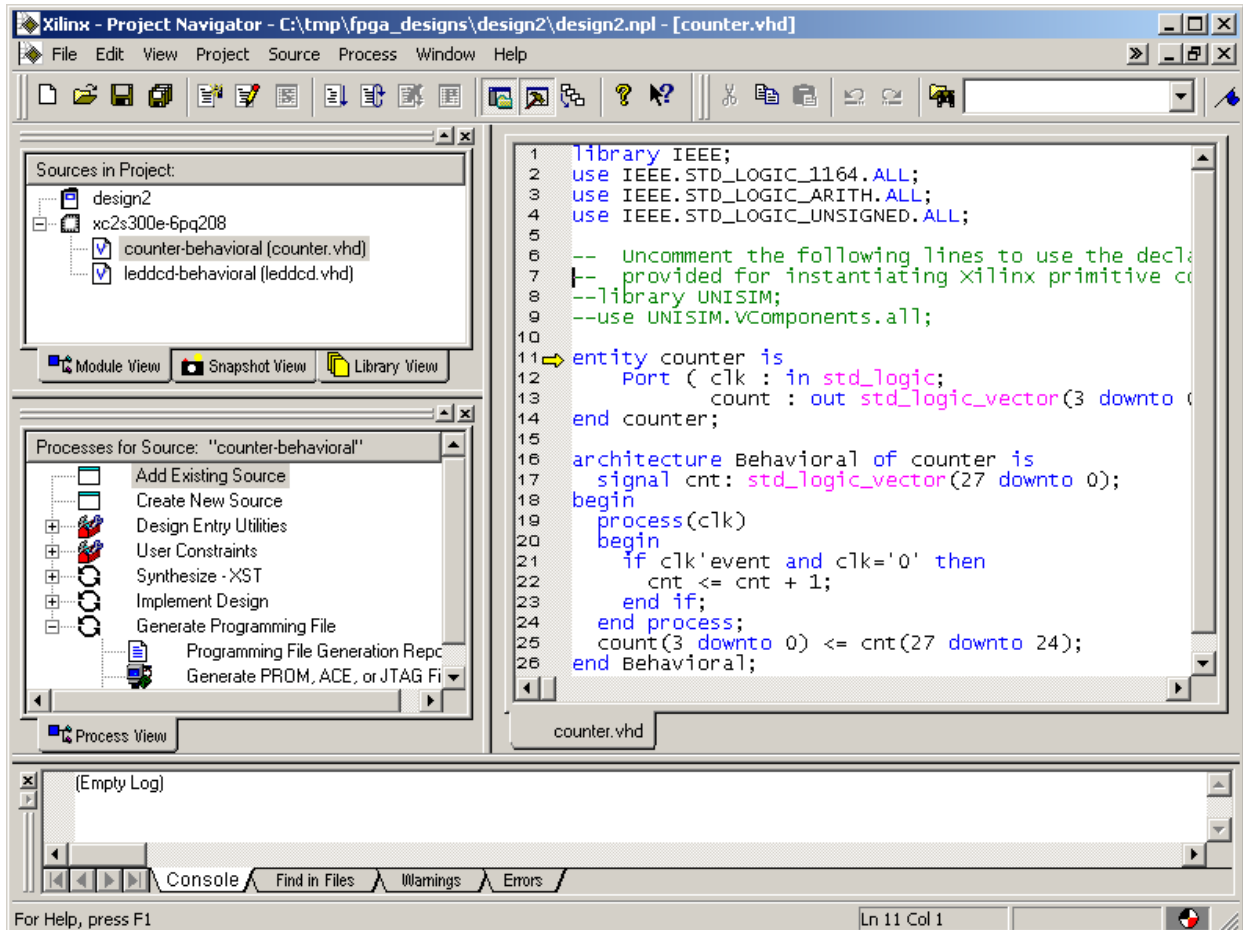 Xilinx - Project Navigator - C:\tmp\fpga_designs\design2\design2.npl - [counter.vhd]
File Edit View Project Source Process Window Help
Sources in Project:
design2
xc2s300e-6pq208
counter-behavioral (counter.vhd)
leddcd-behavioral (leddcd.vhd)
Module View Snapshot View Library View
Processes for Source: "counter-behavioral"
Add Existing Source
Create New Source
Design Entry Utilities
User Constraints
Synthesize - XST
Implement Design
Generate Programming File
Programming File Generation Repo
Generate PROM, ACE, or JTAG Fi
Process View
1 library IEEE;
2 use IEEE.STD_LOGIC_1164.ALL;
3 use IEEE.STD_LOGIC_ARITH.ALL;
4 use IEEE.STD_LOGIC_UNSIGNED.ALL;
5
6 -- Uncomment the following lines to use the decla
7 -- provided for instantiating Xilinx primitive co
8 --library UNISIM;
9 --use UNISIM.VComponents.all;
10
11 entity counter is
12 Port ( clk : in std_logic;
13 count : out std_logic_vector(3 downto 0
14 end counter;
15
16 architecture Behavioral of counter is
17 signal cnt: std_logic_vector(27 downto 0);
18 begin
19 process(clk)
20 begin
21 if clk'event and clk='0' then
22 cnt <= cnt + 1;
23 end if;
24 end process;
25 count(3 downto 0) <= cnt(27 downto 24);
26 end Behavioral;
counter.vhd
(Empty Log)
Console Find in Files Warnings Errors
For Help, press F1 Ln 11 Col 1